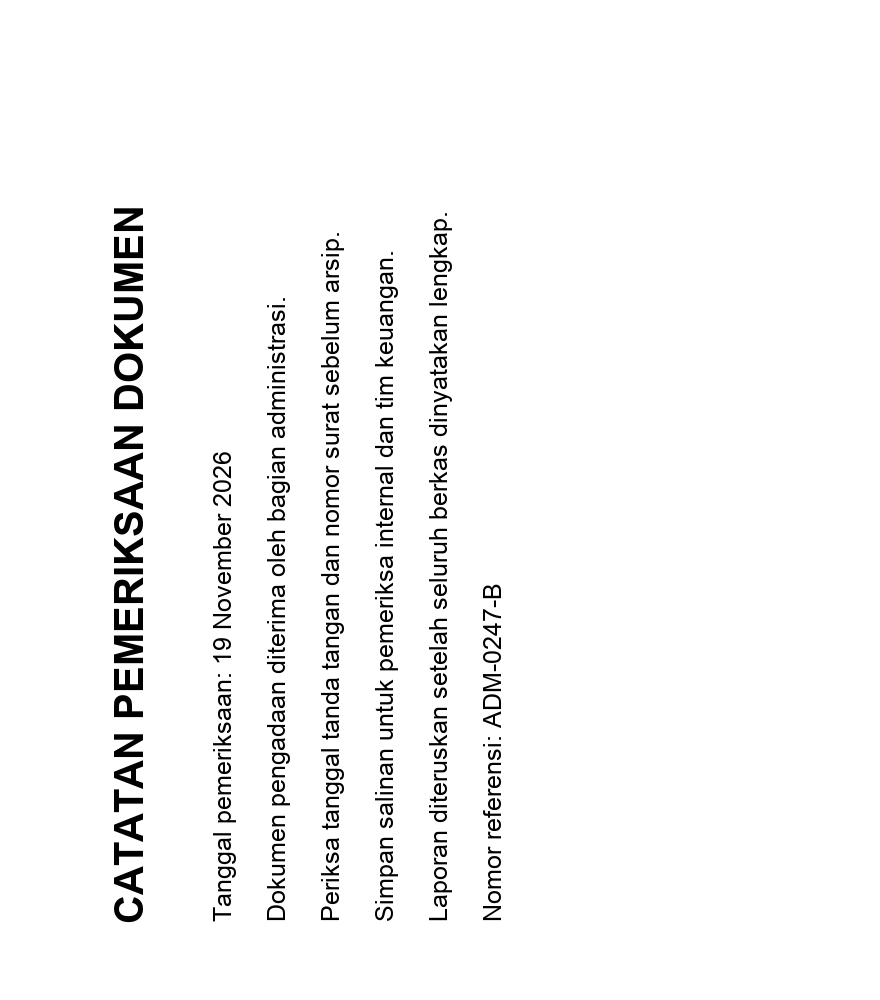 CATATAN PEMERIKSAAN DOKUMEN
Tanggal pemeriksaan: 19 November 2026
Dokumen pengadaan diterima oleh bagian administrasi.
Periksa tanggal tanda tangan dan nomor surat sebelum arsip.
Simpan salinan untuk pemeriksa internal dan tim keuangan.
Laporan diteruskan setelah seluruh berkas dinyatakan lengkap.
Nomor referensi: ADM-0247-B